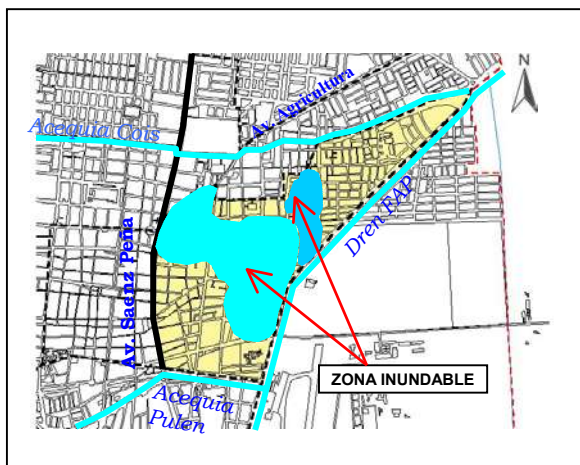 N
Av. Agricultura
Acequia Cois
Av. Saenz Peña
Dren FAP
ZONA INUNDABLE
Acequia
Pulen